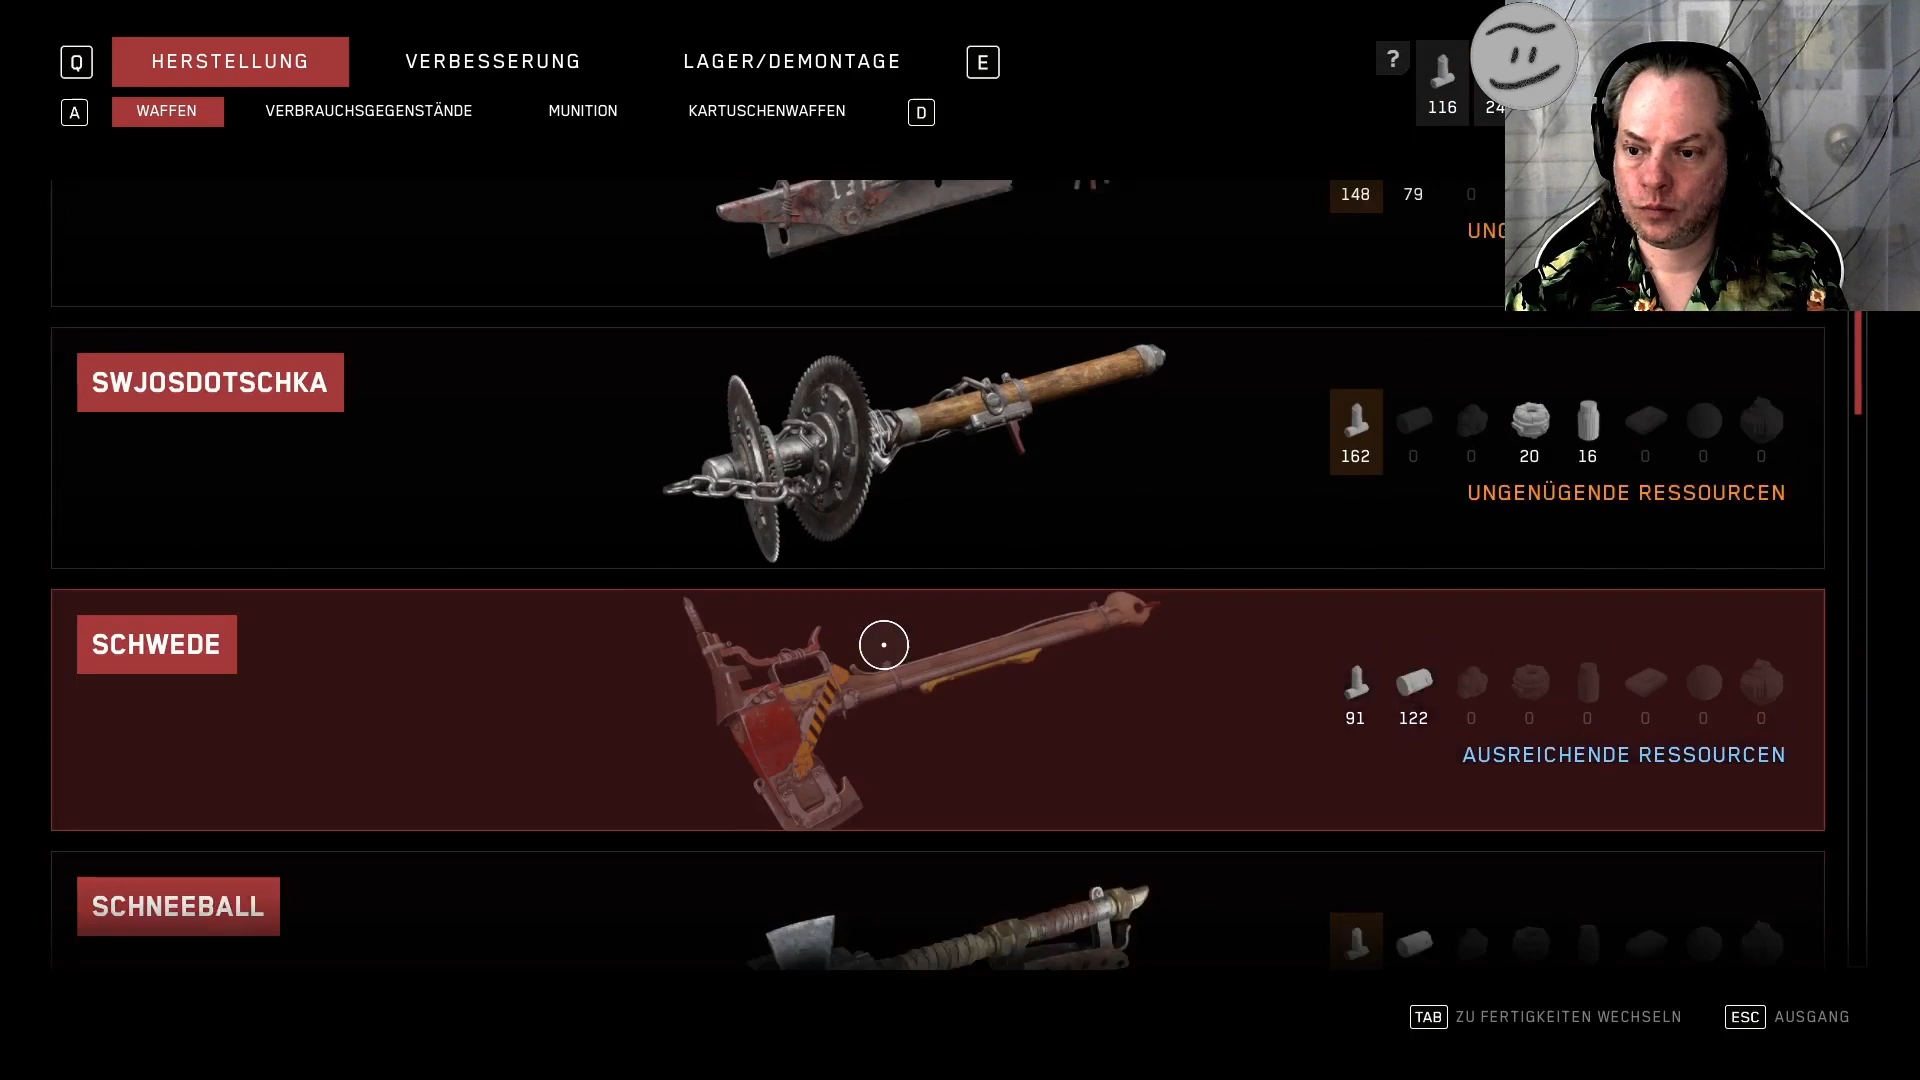 Q HERSTELLUNG VERBESSERUNG LAGER/DEMONTAGE E
A WAFFEN VERBRAUCHSGEGENSTÄNDE MUNITION KARTUSCHENWAFFEN D
?
116 24
148 79 0
UNG
SWJOSDOTSCHKA
162 0 0 20 16 0 0 0
UNGENÜGENDE RESSOURCEN
SCHWEDE
91 122 0 0 0 0 0 0
AUSREICHENDE RESSOURCEN
SCHNEEBALL
TAB ZU FERTIGKEITEN WECHSELN ESC AUSGANG